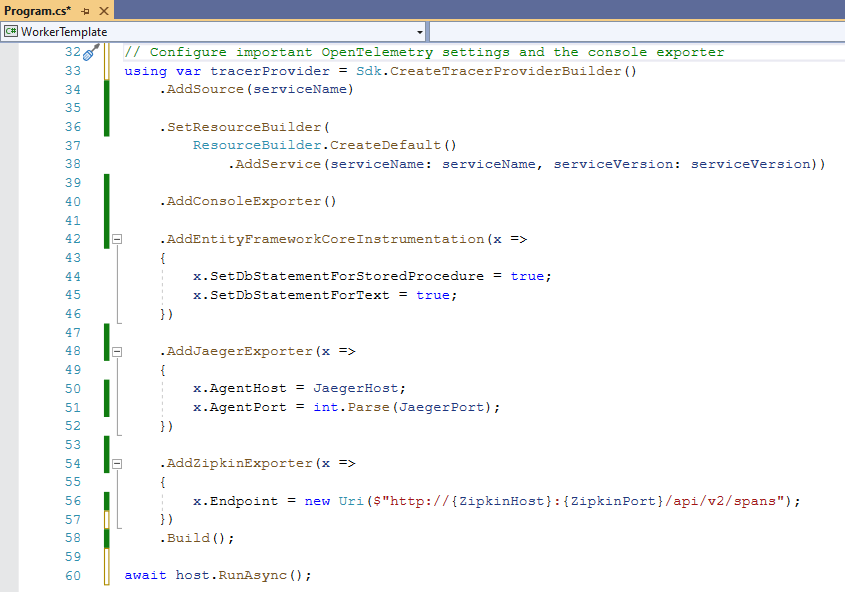 Program.cs*
C# WorkerTemplate
32 // Configure important OpenTelemetry settings and the console exporter
33 using var tracerProvider = Sdk.CreateTracerProviderBuilder()
34     .AddSource(serviceName)
35
36     .SetResourceBuilder(
37         ResourceBuilder.CreateDefault()
38             .AddService(serviceName: serviceName, serviceVersion: serviceVersion))
39
40     .AddConsoleExporter()
41
42     .AddEntityFrameworkCoreInstrumentation(x =>
43     {
44         x.SetDbStatementForStoredProcedure = true;
45         x.SetDbStatementForText = true;
46     })
47
48     .AddJaegerExporter(x =>
49     {
50         x.AgentHost = JaegerHost;
51         x.AgentPort = int.Parse(JaegerPort);
52     })
53
54     .AddZipkinExporter(x =>
55     {
56         x.Endpoint = new Uri($"http://{ZipkinHost}:{ZipkinPort}/api/v2/spans");
57     })
58     .Build();
59
60 await host.RunAsync();